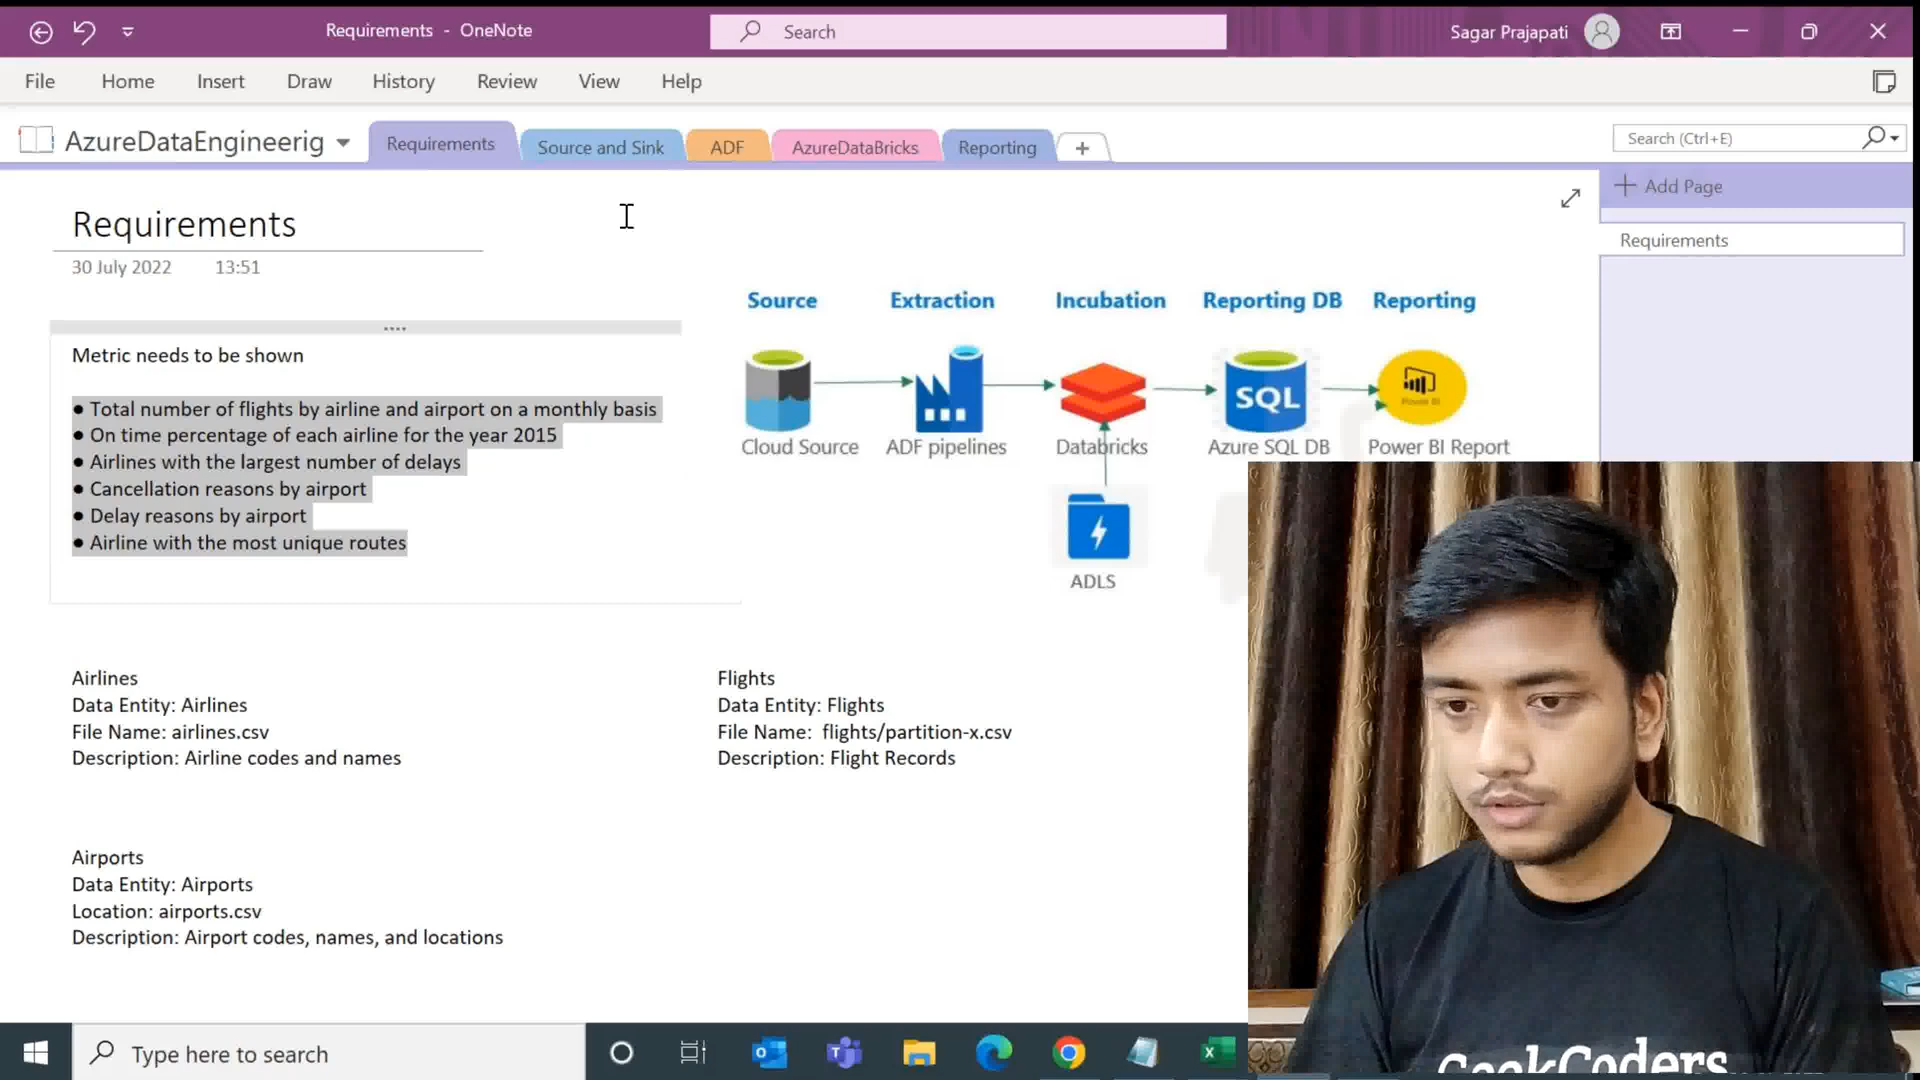 Requirements - OneNote
Search
Sagar Prajapati
File Home Insert Draw History Review View Help
AzureDataEngineerig
Requirements
Source and Sink
ADF
AzureDataBricks
Reporting
Search (Ctrl+E)
Add Page
Requirements
Requirements
30 July 2022 13:51
Metric needs to be shown
● Total number of flights by airline and airport on a monthly basis
● On time percentage of each airline for the year 2015
● Airlines with the largest number of delays
● Cancellation reasons by airport
● Delay reasons by airport
● Airline with the most unique routes
Source Extraction Incubation Reporting DB Reporting
SQL
Power BI
Cloud Source ADF pipelines Databricks Azure SQL DB Power BI Report
ADLS
Airlines
Data Entity: Airlines
File Name: airlines.csv
Description: Airline codes and names
Flights
Data Entity: Flights
File Name: flights/partition-x.csv
Description: Flight Records
Airports
Data Entity: Airports
Location: airports.csv
Description: Airport codes, names, and locations
GeekCoders
Type here to search